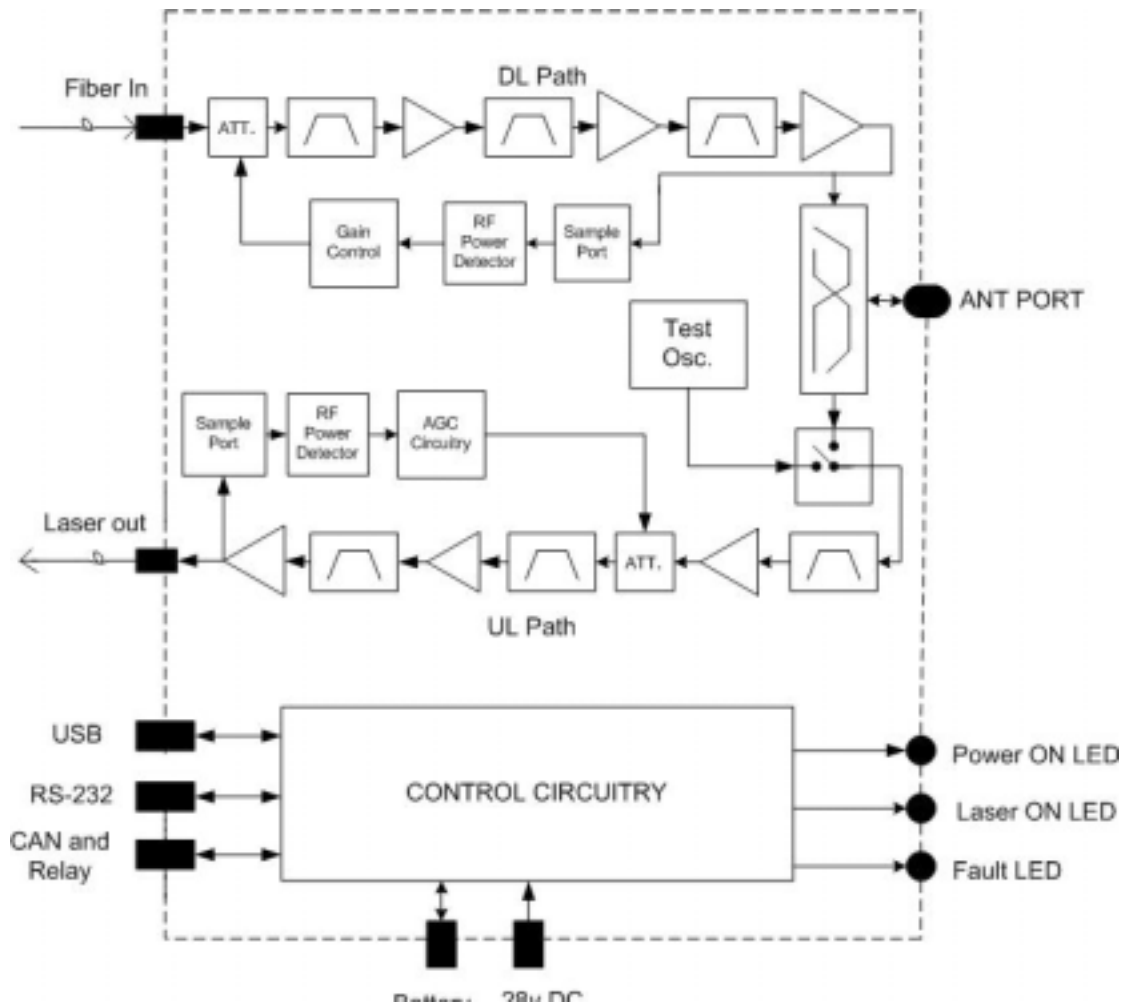 DL Path
Fiber In
ATT.
Gain
Control
RF
Power
Detector
Sample
Port
ANT PORT
Test
Osc.
Sample
Port
RF
Power
Detector
AGC
Circuitry
Laser out
ATT.
UL Path
USB
RS-232
CAN and
Relay
CONTROL CIRCUITRY
Power ON LED
Laser ON LED
Fault LED
Battery
28v DC